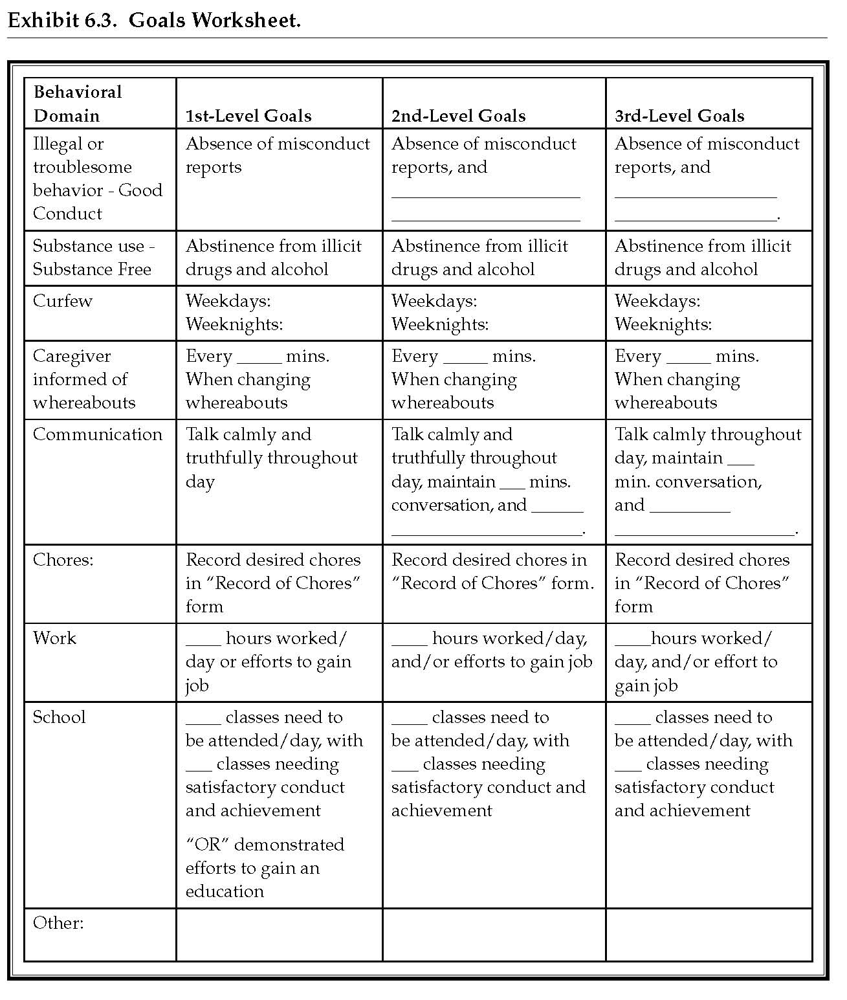 Exhibit 6.3. Goals Worksheet.
Behavioral
Domain
1st-Level Goals
2nd-Level Goals
3rd-Level Goals
Illegal or
troublesome
behavior - Good
Conduct
Absence of misconduct
reports
Absence of misconduct
reports, and
_____________________
_____________________
Absence of misconduct
reports, and
__________________
__________________.
Substance use -
Substance Free
Abstinence from illicit
drugs and alcohol
Abstinence from illicit
drugs and alcohol
Abstinence from illicit
drugs and alcohol
Curfew
Weekdays:
Weeknights:
Weekdays:
Weeknights:
Weekdays:
Weeknights:
Caregiver
informed of
whereabouts
Every _____ mins.
When changing
whereabouts
Every _____ mins.
When changing
whereabouts
Every _____ mins.
When changing
whereabouts
Communication
Talk calmly and
truthfully throughout
day
Talk calmly and
truthfully throughout
day, maintain ___ mins.
conversation, and ______
_____________________.
Talk calmly throughout
day, maintain ___
min. conversation,
and _________
____________________.
Chores:
Record desired chores
in “Record of Chores”
form
Record desired chores in
“Record of Chores” form.
Record desired chores
in “Record of Chores”
form
Work
____ hours worked/
day or efforts to gain
job
____ hours worked/day,
and/or efforts to gain job
____hours worked/
day, and/or effort to
gain job
School
____ classes need to
be attended/day, with
___ classes needing
satisfactory conduct
and achievement
“OR” demonstrated
efforts to gain an
education
____ classes need to
be attended/day, with
___ classes needing
satisfactory conduct and
achievement
____ classes need to
be attended/day, with
___ classes needing
satisfactory conduct
and achievement
Other: